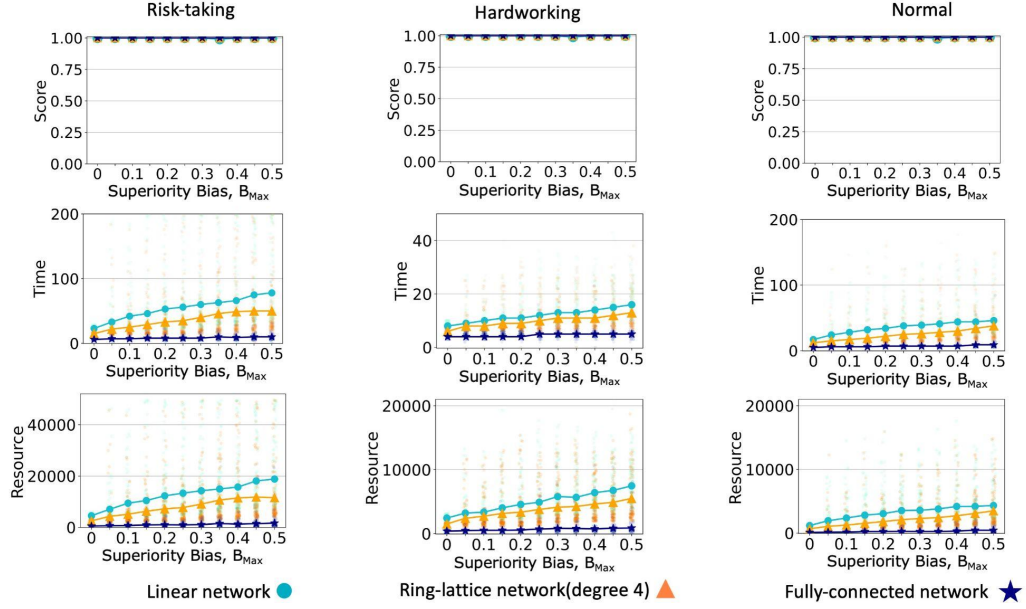 Risk-taking
Hardworking
Normal
Score
1.00
0.75
0.50
0.25
0.00
0 0.1 0.2 0.3 0.4 0.5
Superiority Bias, B_Max
Score
1.00
0.75
0.50
0.25
0.00
0 0.1 0.2 0.3 0.4 0.5
Superiority Bias, B_Max
Score
1.00
0.75
0.50
0.25
0.00
0 0.1 0.2 0.3 0.4 0.5
Superiority Bias, B_Max
Time
200
100
0
0 0.1 0.2 0.3 0.4 0.5
Superiority Bias, B_Max
Time
40
20
0
0 0.1 0.2 0.3 0.4 0.5
Superiority Bias, B_Max
Time
200
100
0
0 0.1 0.2 0.3 0.4 0.5
Superiority Bias, B_Max
Resource
40000
20000
0
0 0.1 0.2 0.3 0.4 0.5
Superiority Bias, B_Max
Resource
20000
10000
0
0 0.1 0.2 0.3 0.4 0.5
Superiority Bias, B_Max
Resource
20000
10000
0
0 0.1 0.2 0.3 0.4 0.5
Superiority Bias, B_Max
Linear network
Ring-lattice network(degree 4)
Fully-connected network